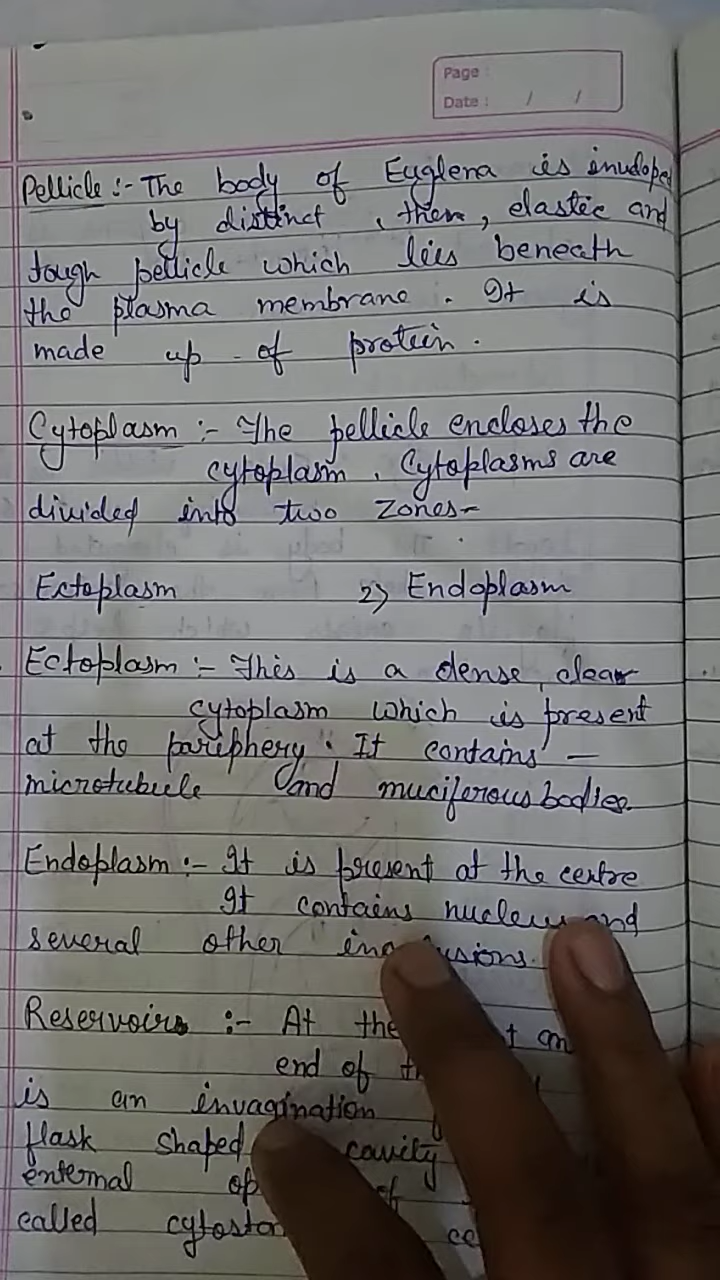 Page :
Date : / /
Pellicle :- The body of Euglena is inveloped
by distinct , then, elastic and
tough pellicle which lies beneath
the plasma membrane . It is
made up - of protein .
Cytoplasm :- The pellicle encloses the
cytoplasm . Cytoplasms are
divided into two zones-
Ectoplasm 2) Endoplasm
Ectoplasm :- This is a dense , clear
cytoplasm which is present
at the pariphery . It contains -
microtubule and muciferous bodies
Endoplasm :- It is present at the centre
It contains nucleus and
several other
Reservoirs :- At the
end of
is an invagination
flask shaped cavity
of
called